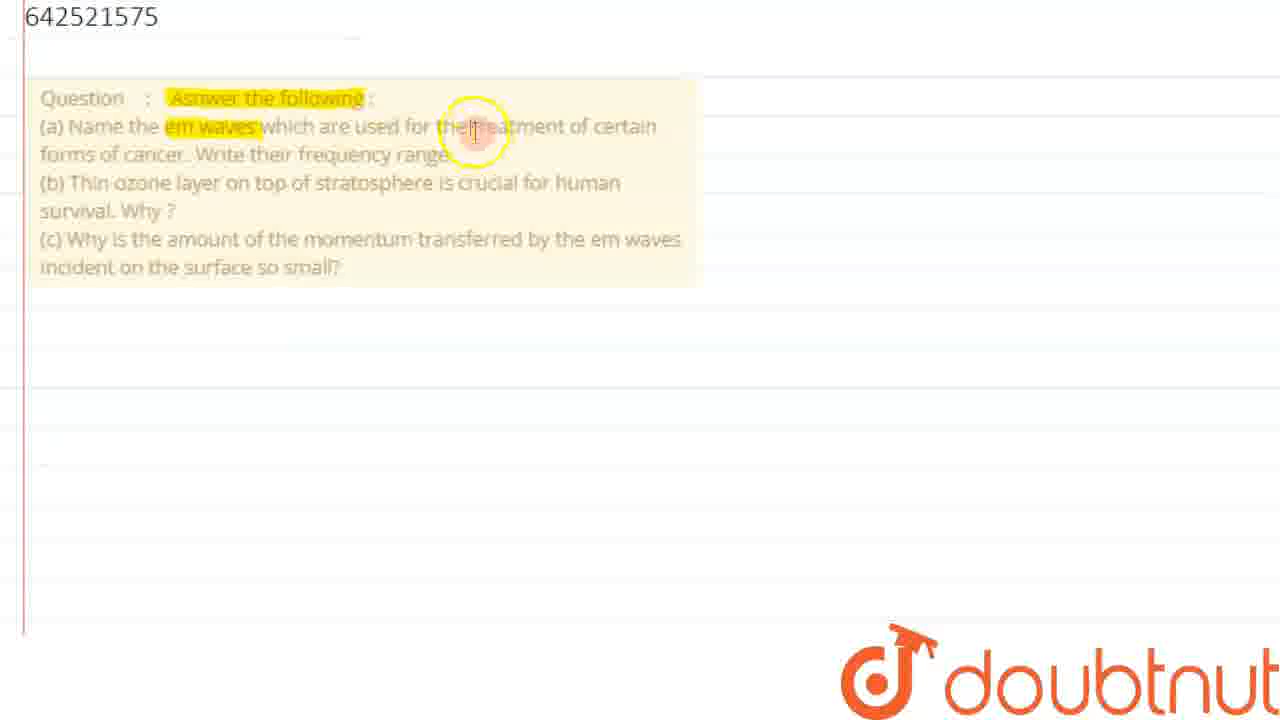 642521575
Question : Asnwer the following :
(a) Name the em waves which are used for the treatment of certain
forms of cancer. Write their frequency range.
(b) Thin ozone layer on top of stratosphere is crucial for human
survival. Why ?
(c) Why is the amount of the momentum transferred by the em waves
incident on the surface so small?
doubtnut